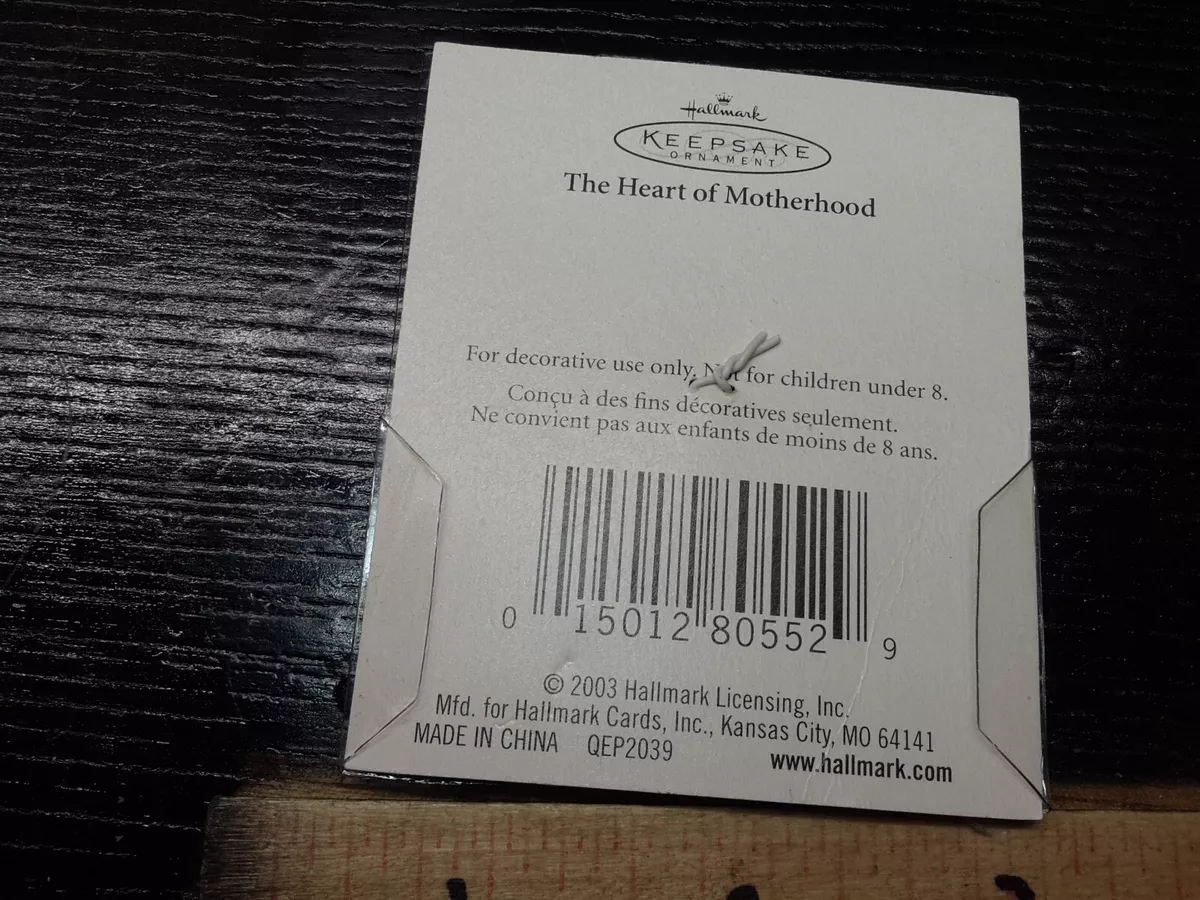 Hallmark
KEEPSAKE
ORNAMENT
The Heart of Motherhood
For decorative use only. Not for children under 8.
Conçu à des fins décoratives seulement.
Ne convient pas aux enfants de moins de 8 ans.
0 15012 80552 9
© 2003 Hallmark Licensing, Inc.
Mfd. for Hallmark Cards, Inc., Kansas City, MO 64141
MADE IN CHINA QEP2039
www.hallmark.com